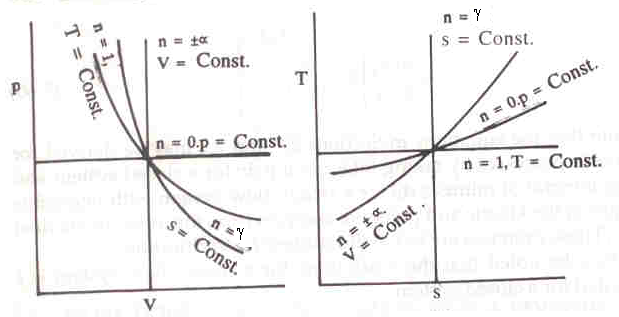 n = 1,
T = Const.
n = ±α
V = Const.
p
n = 0.p = Const.
n = γ
s = Const.
V
n = γ
s = Const.
T
n = 0.p = Const.
n = 1, T = Const.
n = ±α
V = Const.
s